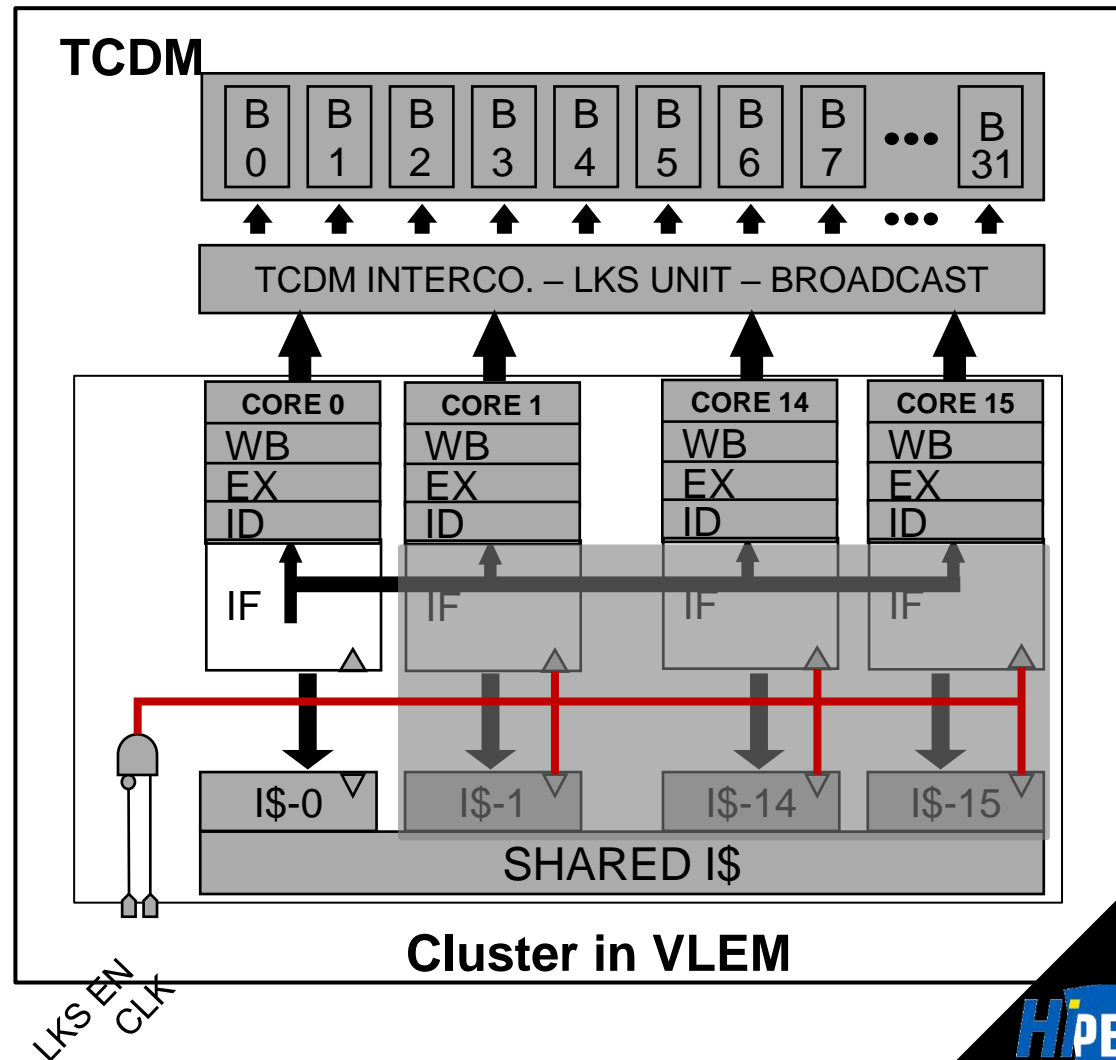 TCDM
B B B B B B B B ••• B
0 1 2 3 4 5 6 7 31
•••
TCDM INTERCO. – LKS UNIT – BROADCAST
CORE 0 CORE 1 CORE 14 CORE 15
WB WB WB WB
EX EX EX EX
ID ID ID ID
IF IF IF IF
I$-0 I$-1 I$-14 I$-15
SHARED I$
Cluster in VLEM
LKS EN
CLK
HiPE